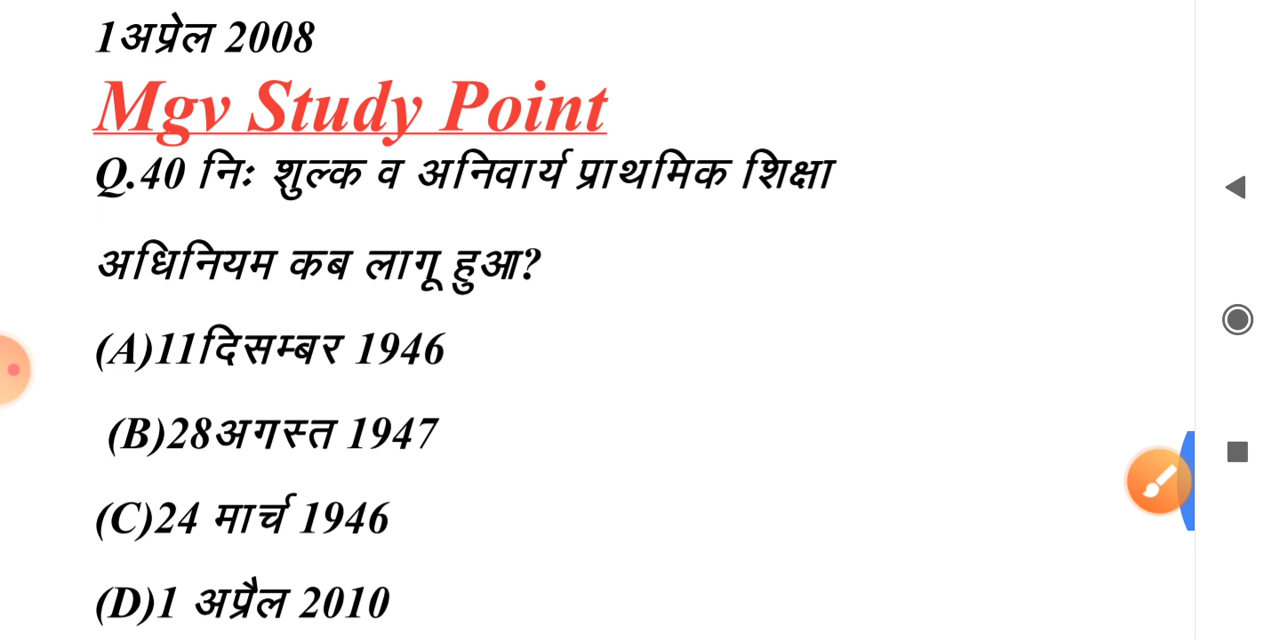 1अप्रेल 2008
Mgv Study Point
Q.40 निः शुल्क व अनिवार्य प्राथमिक शिक्षा
अधिनियम कब लागू हुआ?
(A)11दिसम्बर 1946
(B)28अगस्त 1947
(C)24 मार्च 1946
(D)1 अप्रैल 2010